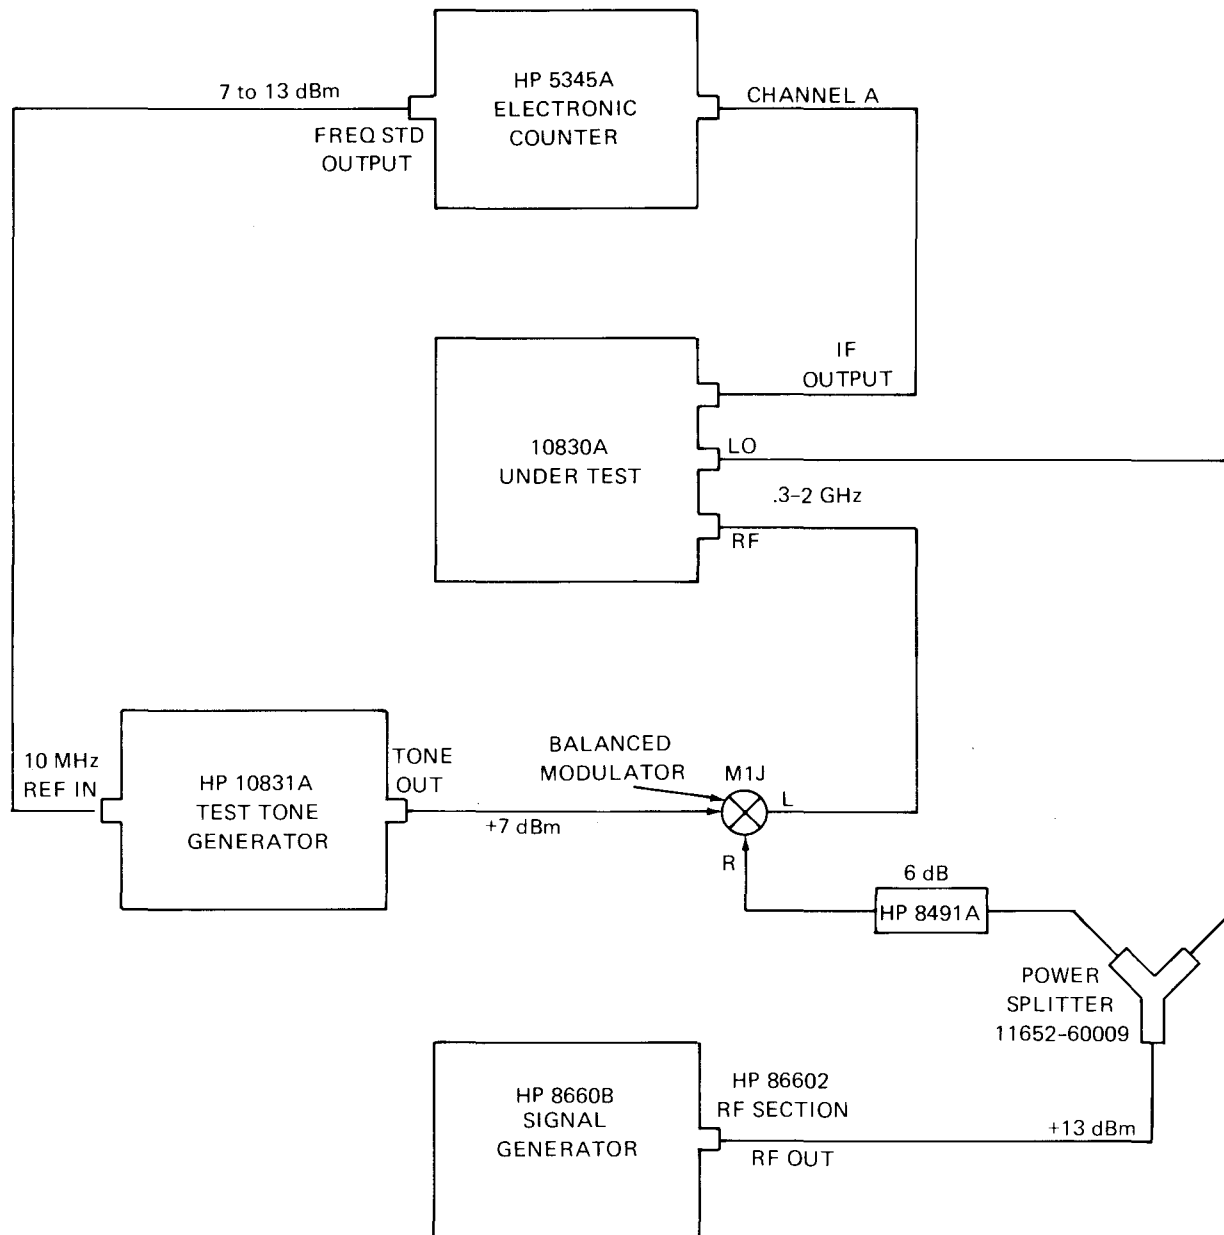 HP 5345A
ELECTRONIC
COUNTER
7 to 13 dBm
FREQ STD
OUTPUT
CHANNEL A
IF
OUTPUT
10830A
UNDER TEST
LO
.3–2 GHz
RF
10 MHz
REF IN
HP 10831A
TEST TONE
GENERATOR
TONE
OUT
+7 dBm
BALANCED
MODULATOR
M1J
L
R
6 dB
HP 8491A
POWER
SPLITTER
11652-60009
HP 8660B
SIGNAL
GENERATOR
HP 86602
RF SECTION
RF OUT
+13 dBm